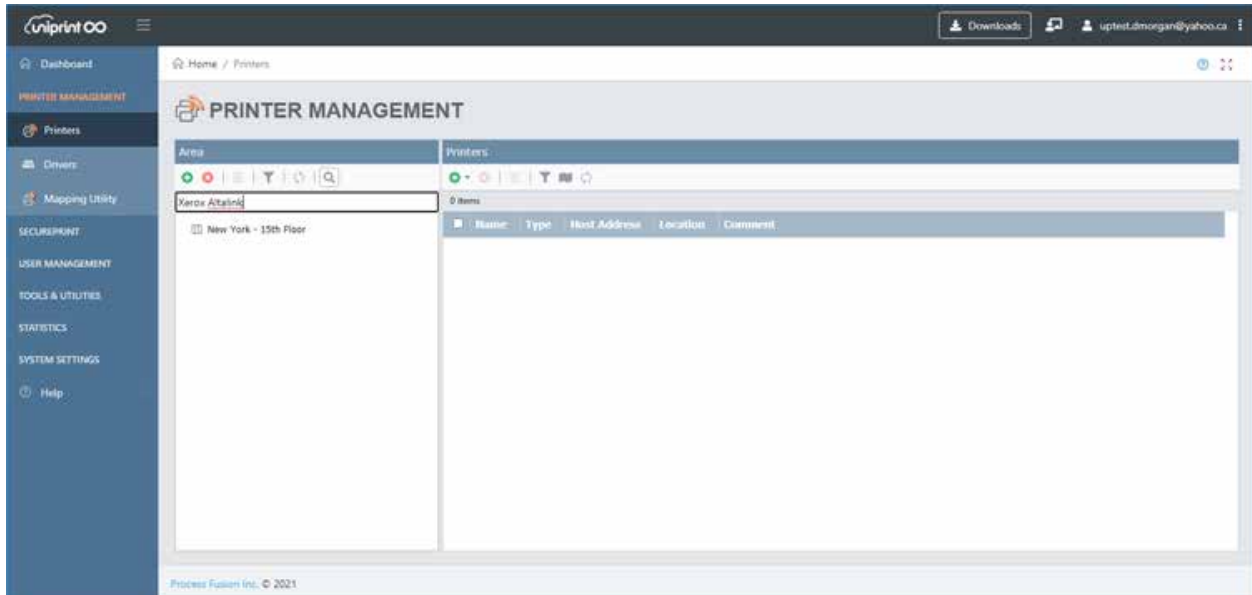 uniprint
Downloads
uptest.dmorgan@yahoo.ca
Dashboard
Home / Printers
PRINTER MANAGEMENT
PRINTER MANAGEMENT
Printers
Area
Printers
Drivers
Mapping Utility
Xerox Altalink
0 Items
New York - 15th Floor
Name Type Host Address Location Comment
SECUREPRINT
USER MANAGEMENT
TOOLS & UTILITIES
STATISTICS
SYSTEM SETTINGS
Help
Process Fusion Inc. © 2021